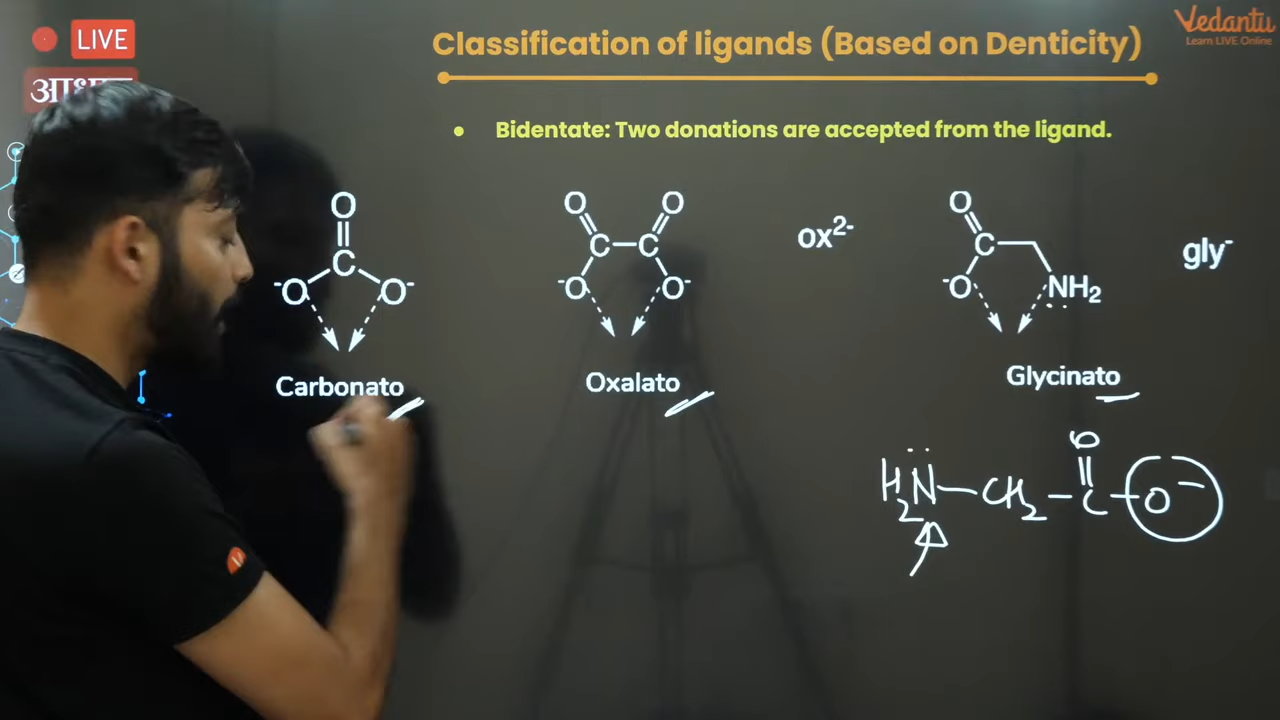 LIVE
Vedantu
Learn LIVE Online
Classification of ligands (Based on Denticity)
• Bidentate: Two donations are accepted from the ligand.
O
C
⁻O O⁻
Carbonato
O O
C C
⁻O O⁻
Oxalato
ox²⁻
O
C
⁻O NH₂
Glycinato
gly⁻
O
H₂N̈—CH₂—C—O⁻